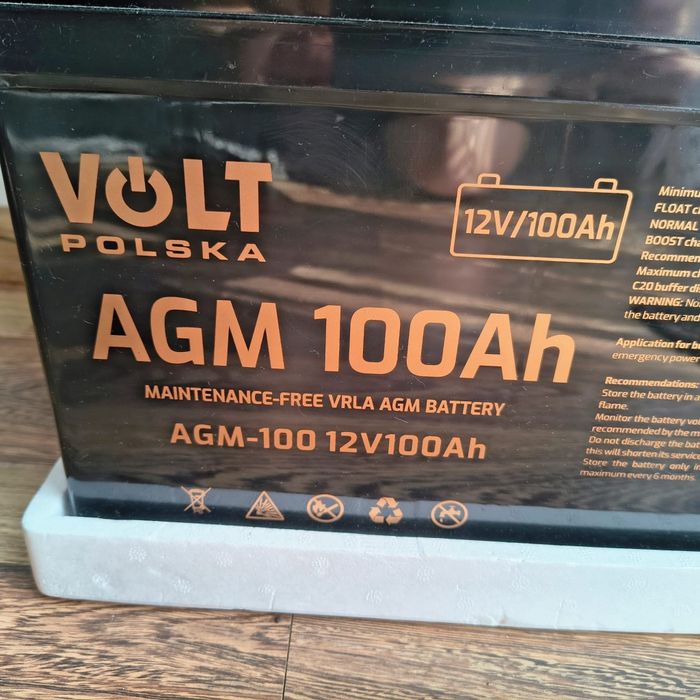 VOLT
POLSKA
12V/100Ah
AGM 100Ah
MAINTENANCE-FREE VRLA AGM BATTERY
AGM-100 12V100Ah
FLOAT
NORMAL
BOOST
Maximum
C20 buffer
WARNING:
the battery and
Application for
emergency power
Recommendations:
Store the battery in a
flame.
Monitor the battery
recommended by the
Do not discharge the
this will shorten its service
Store the battery only
maximum every 6 months.